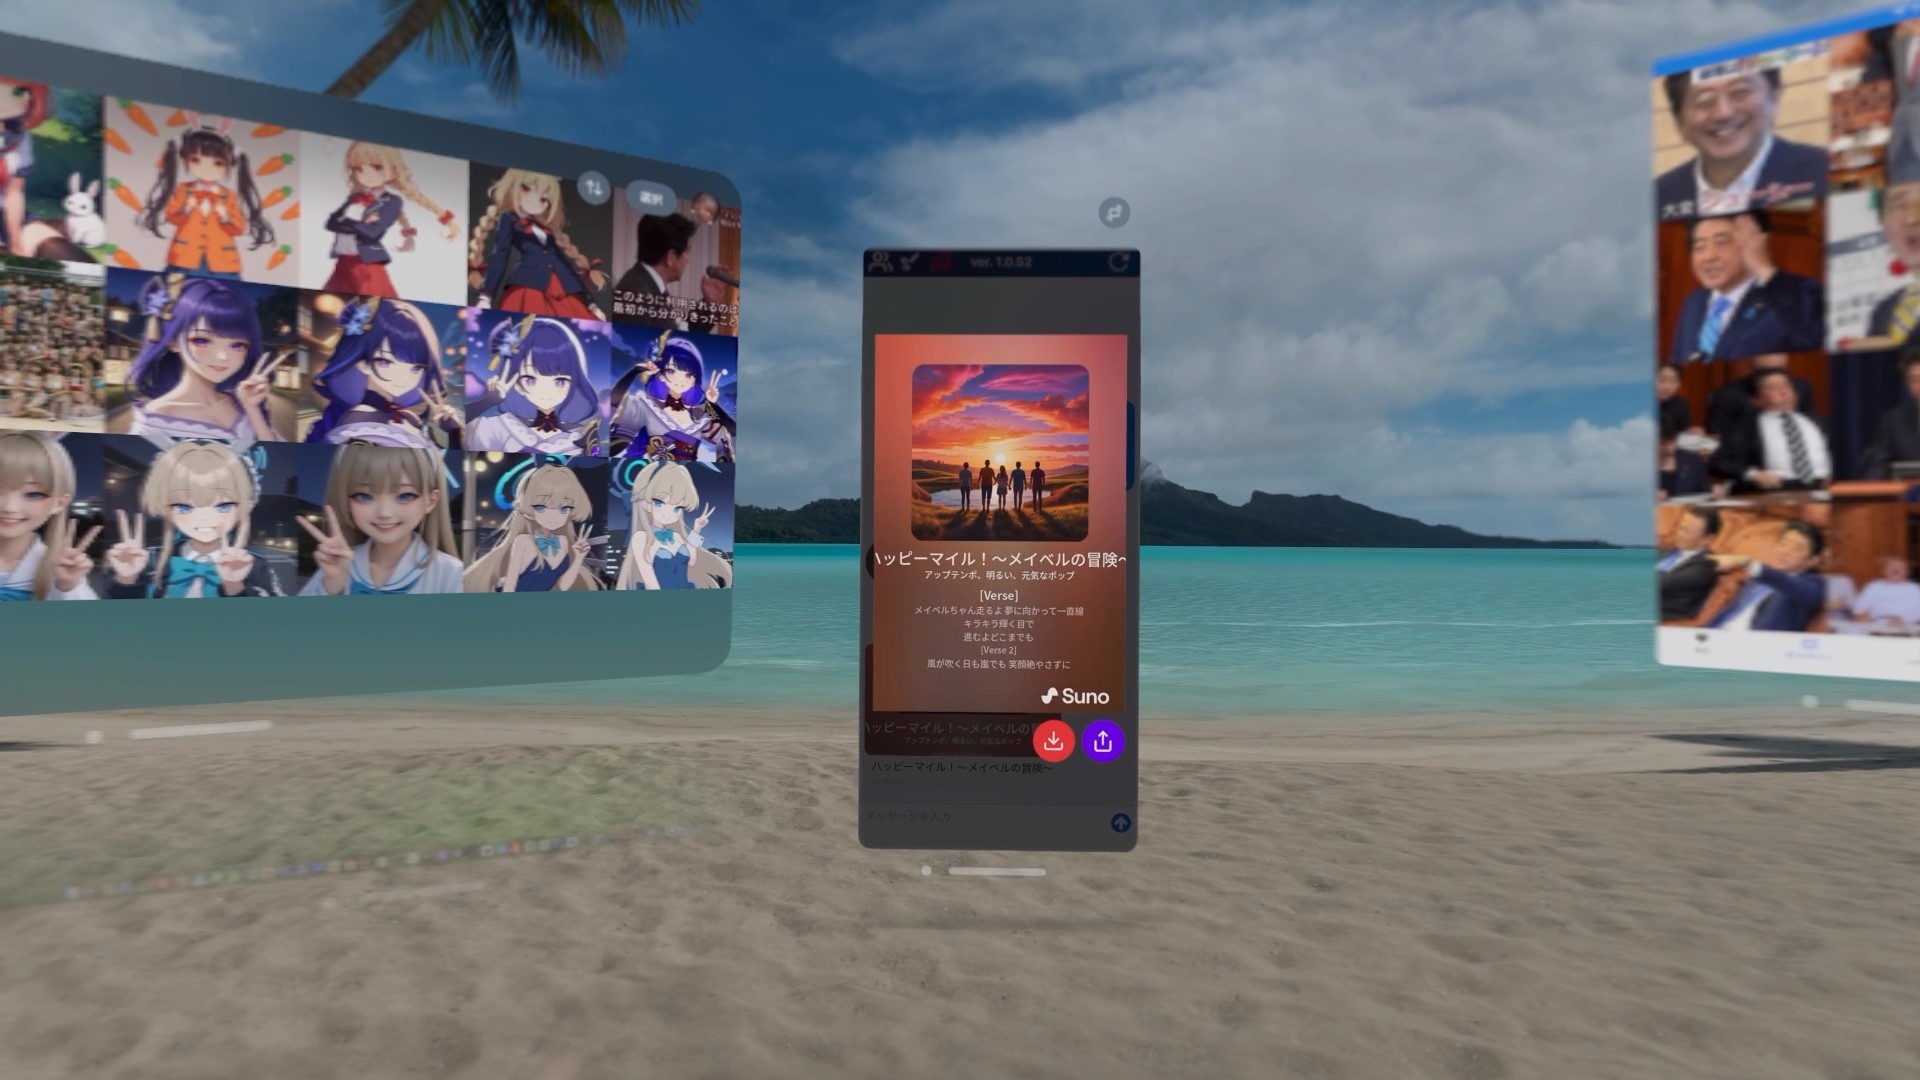 選択
このように利用されるのは
最初から分かりきったこと
ver. 1.0.52
ハッピーマイル！～メイベルの冒険～
アップテンポ、明るい、元気なポップ
[Verse]
メイベルちゃん走るよ 夢に向かって一直線
キラキラ輝く目で
進むよどこまでも
[Verse 2]
風が吹く日も嵐でも 笑顔絶やさずに
Suno
ハッピーマイル！～メイベルの
アップテンポ、明るい、元気なポップ
ハッピーマイル！～メイベルの冒険～
メッセージを入力